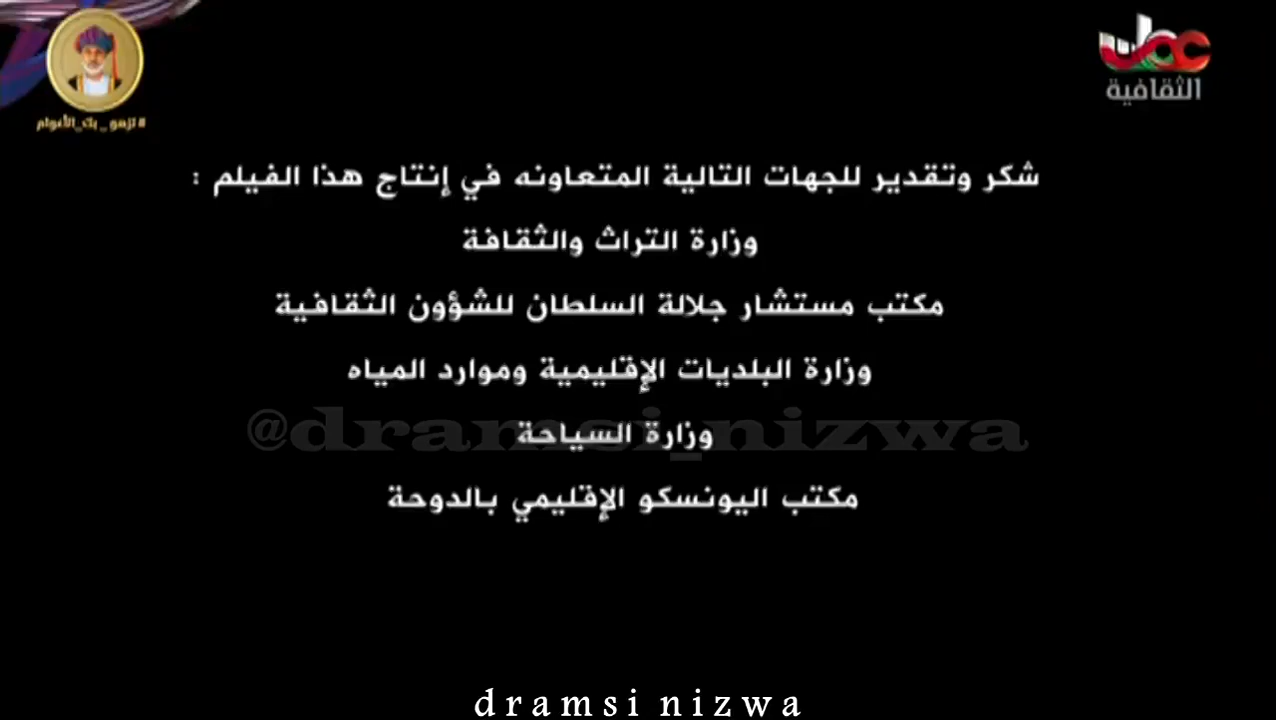 عمان
الثقافية
#تزهو_بك_الأعوام
شكر وتقدير للجهات التالية المتعاونه في إنتاج هذا الفيلم :
وزارة التراث والثقافة
مكتب مستشار جلالة السلطان للشؤون الثقافية
وزارة البلديات الإقليمية وموارد المياه
@dramsi_nizwa
وزارة السياحة
مكتب اليونسكو الإقليمي بالدوحة
dramsi nizwa